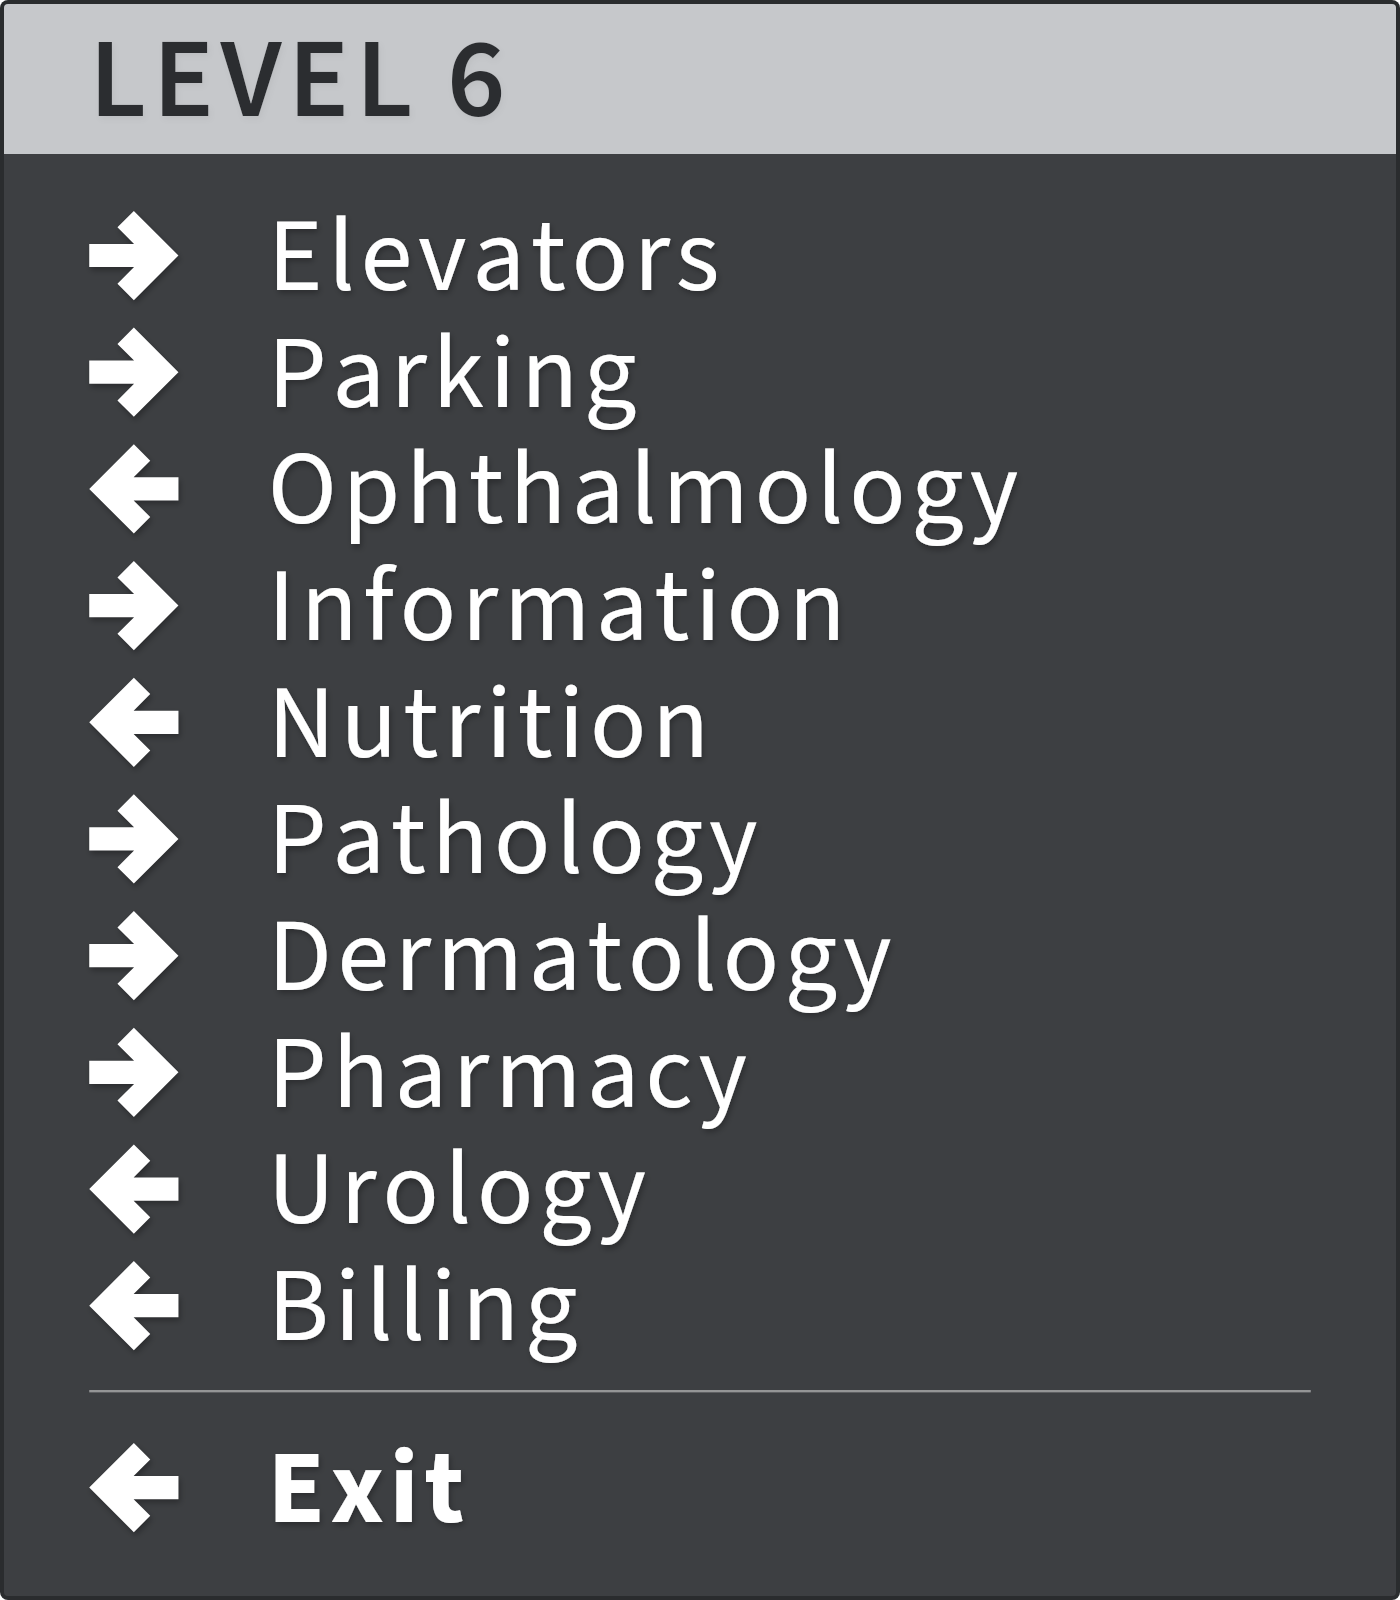 LEVEL 6
Elevators
Parking
Ophthalmology
Information
Nutrition
Pathology
Dermatology
Pharmacy
Urology
Billing
Exit